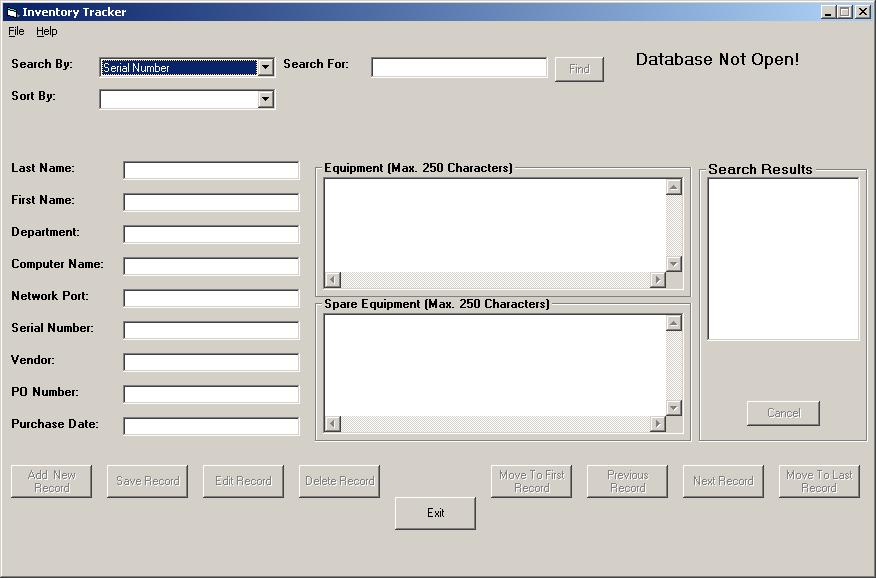 Inventory Tracker
File Help
Search By: Serial Number Search For: Find Database Not Open!
Sort By:
Last Name:
First Name:
Department:
Computer Name:
Network Port:
Serial Number:
Vendor:
PO Number:
Purchase Date:
Equipment (Max. 250 Characters)
Spare Equipment (Max. 250 Characters)
Search Results
Cancel
Add New
Record
Save Record
Edit Record
Delete Record
Move To First
Record
Previous
Record
Next Record
Move To Last
Record
Exit